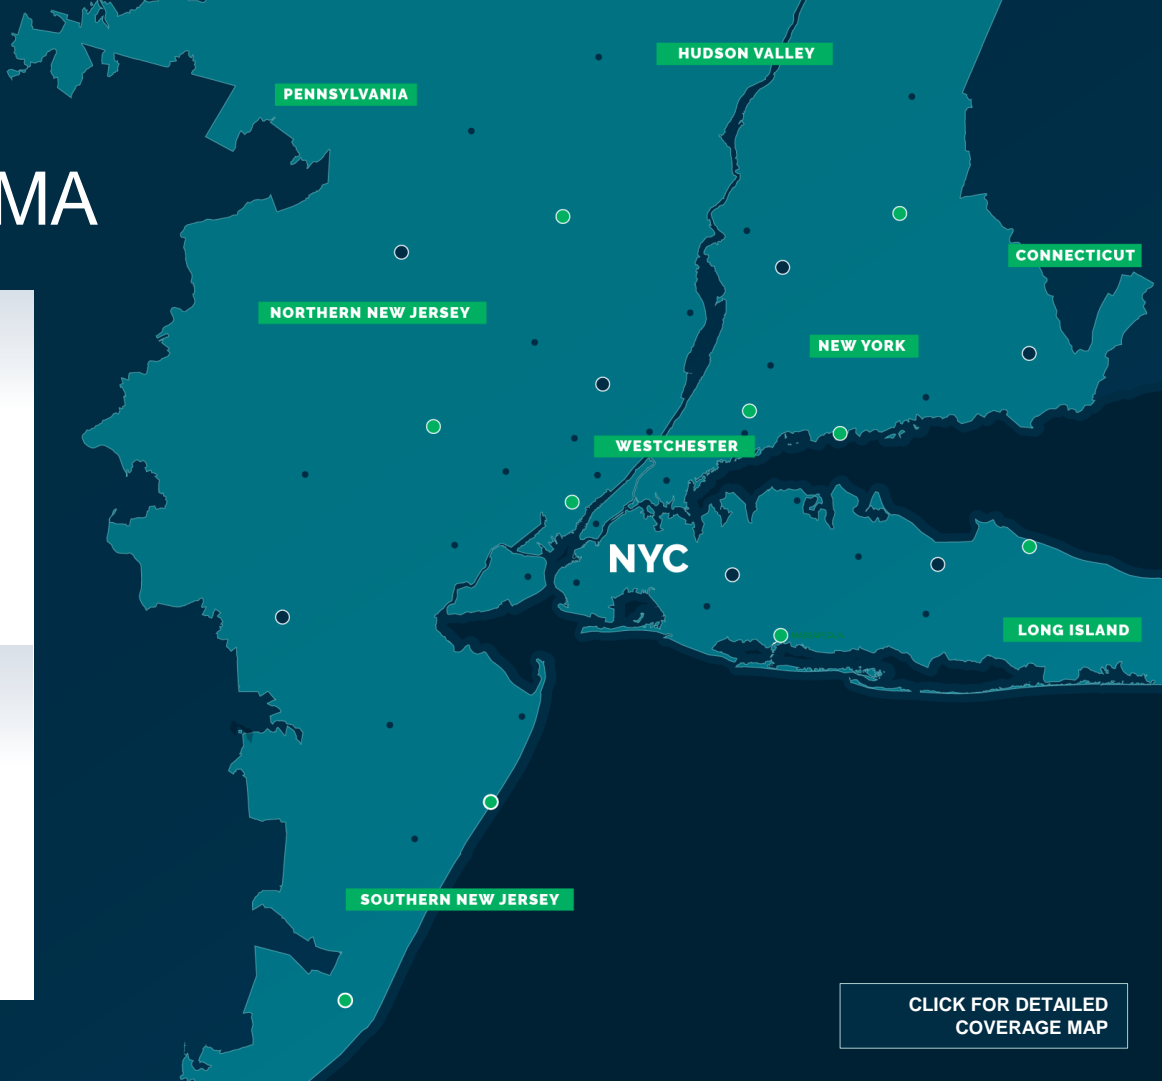 HUDSON VALLEY
PENNSYLVANIA
MA
CONNECTICUT
NORTHERN NEW JERSEY
NEW YORK
WESTCHESTER
NYC
LONG ISLAND
SOUTHERN NEW JERSEY
CLICK FOR DETAILED
COVERAGE MAP